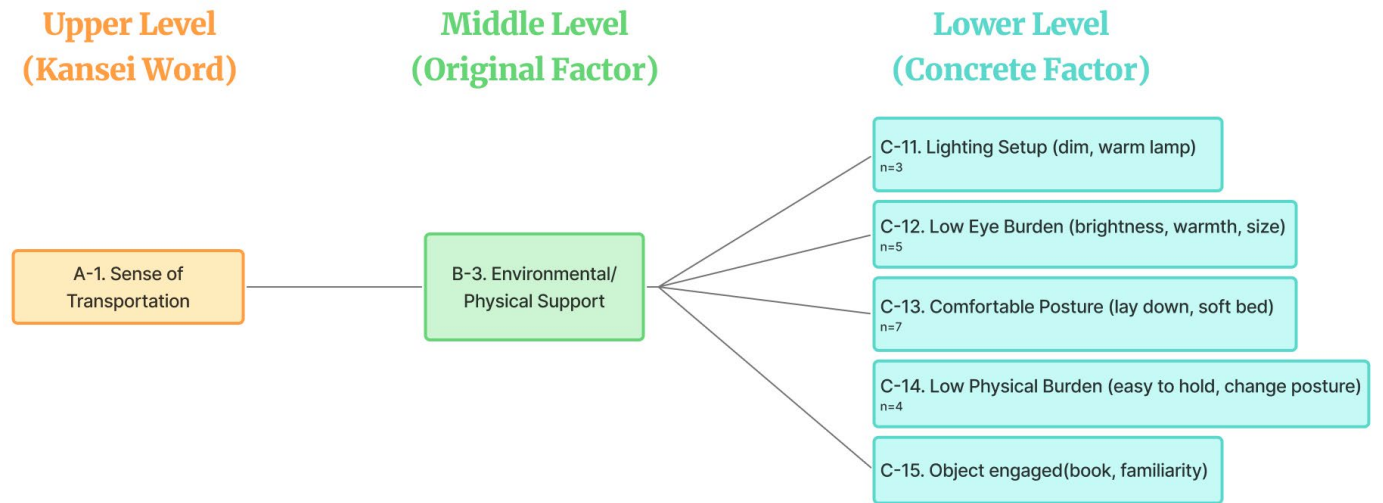 Upper Level
(Kansei Word)
Middle Level
(Original Factor)
Lower Level
(Concrete Factor)
A-1. Sense of
Transportation
B-3. Environmental/
Physical Support
C-11. Lighting Setup (dim, warm lamp)
n=3
C-12. Low Eye Burden (brightness, warmth, size)
n=5
C-13. Comfortable Posture (lay down, soft bed)
n=7
C-14. Low Physical Burden (easy to hold, change posture)
n=4
C-15. Object engaged(book, familiarity)